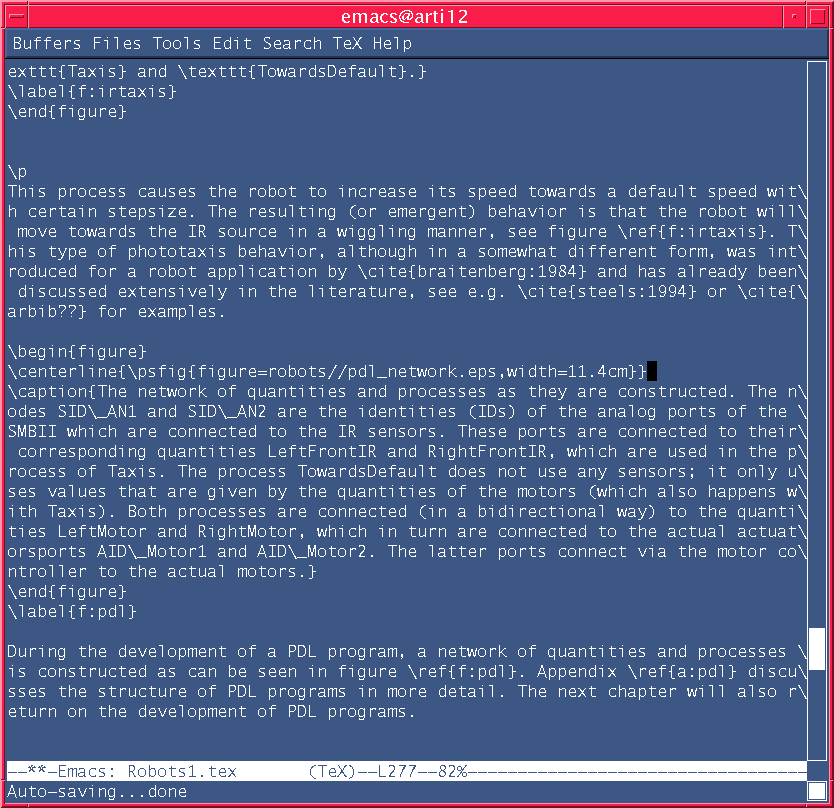 emacs@arti12
Buffers Files Tools Edit Search TeX Help
exttt{Taxis} and \texttt{TowardsDefault}.}
\label{f:irtaxis}
\end{figure}
\p
This process causes the robot to increase its speed towards a default speed wit\
h certain stepsize. The resulting (or emergent) behavior is that the robot will\
 move towards the IR source in a wiggling manner, see figure \ref{f:irtaxis}. T\
his type of phototaxis behavior, although in a somewhat different form, was int\
roduced for a robot application by \cite{braitenberg:1984} and has already been\
 discussed extensively in the literature, see e.g. \cite{steels:1994} or \cite{\
arbib??} for examples.
\begin{figure}
\centerline{\psfig{figure=robots//pdl_network.eps,width=11.4cm}}
\caption{The network of quantities and processes as they are constructed. The n\
odes SID\_AN1 and SID\_AN2 are the identities (IDs) of the analog ports of the \
SMBII which are connected to the IR sensors. These ports are connected to their\
 corresponding quantities LeftFrontIR and RightFrontIR, which are used in the p\
rocess of Taxis. The process TowardsDefault does not use any sensors; it only u\
ses values that are given by the quantities of the motors (which also happens w\
ith Taxis). Both processes are connected (in a bidirectional way) to the quanti\
ties LeftMotor and RightMotor, which in turn are connected to the actual actuat\
orsports AID\_Motor1 and AID\_Motor2. The latter ports connect via the motor co\
ntroller to the actual motors.}
\end{figure}
\label{f:pdl}
During the development of a PDL program, a network of quantities and processes \
is constructed as can be seen in figure \ref{f:pdl}. Appendix \ref{a:pdl} discu\
sses the structure of PDL programs in more detail. The next chapter will also r\
eturn on the development of PDL programs.
--**-Emacs: Robots1.tex (TeX)--L277--82%----------------------------------
Auto-saving...done